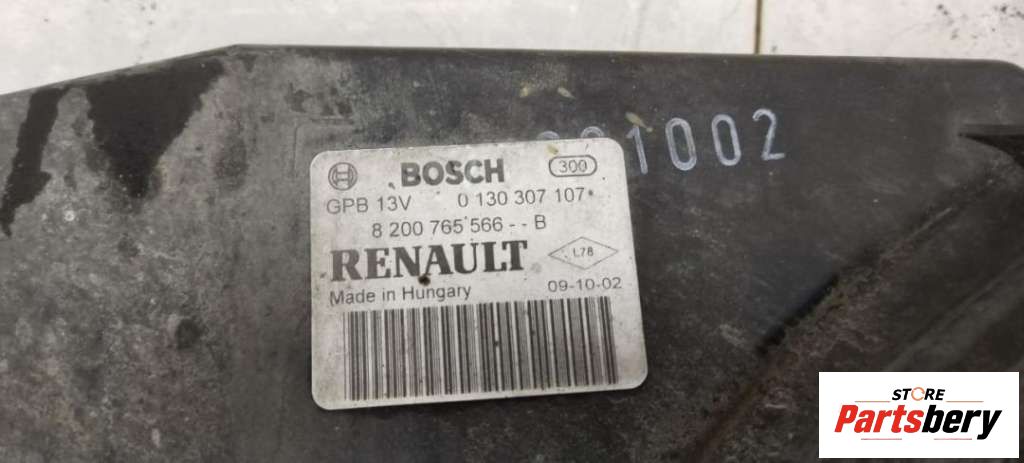 1002
BOSCH 300
GPB 13V 0 130 307 107
8 200 765 566 - - B
RENAULT L78
Made in Hungary 09-10-02
STORE
Partsbery